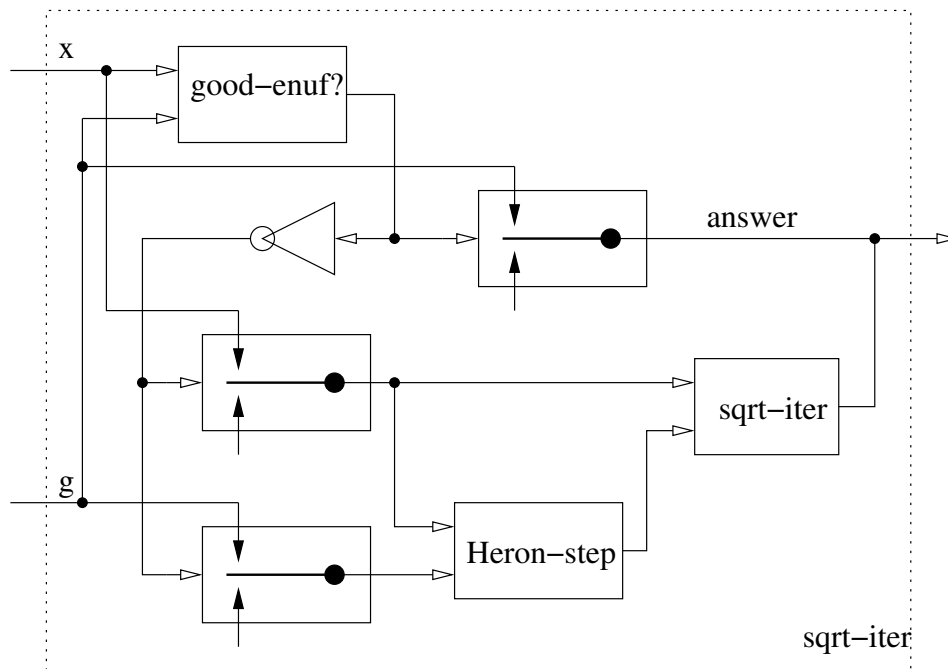 x
good−enuf?
answer
sqrt−iter
g
Heron−step
sqrt−iter